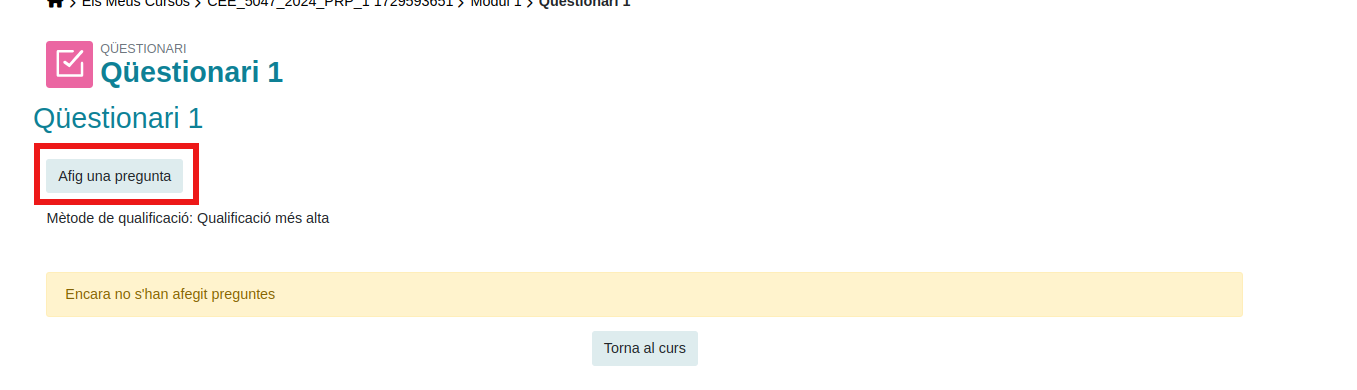 Els Meus Cursos > CEE_5047_2024_PRP_1 1729593651 > Mòdul 1 > Qüestionari 1
QÜESTIONARI
Qüestionari 1
Qüestionari 1
Afig una pregunta
Mètode de qualificació: Qualificació més alta
Encara no s'han afegit preguntes
Torna al curs